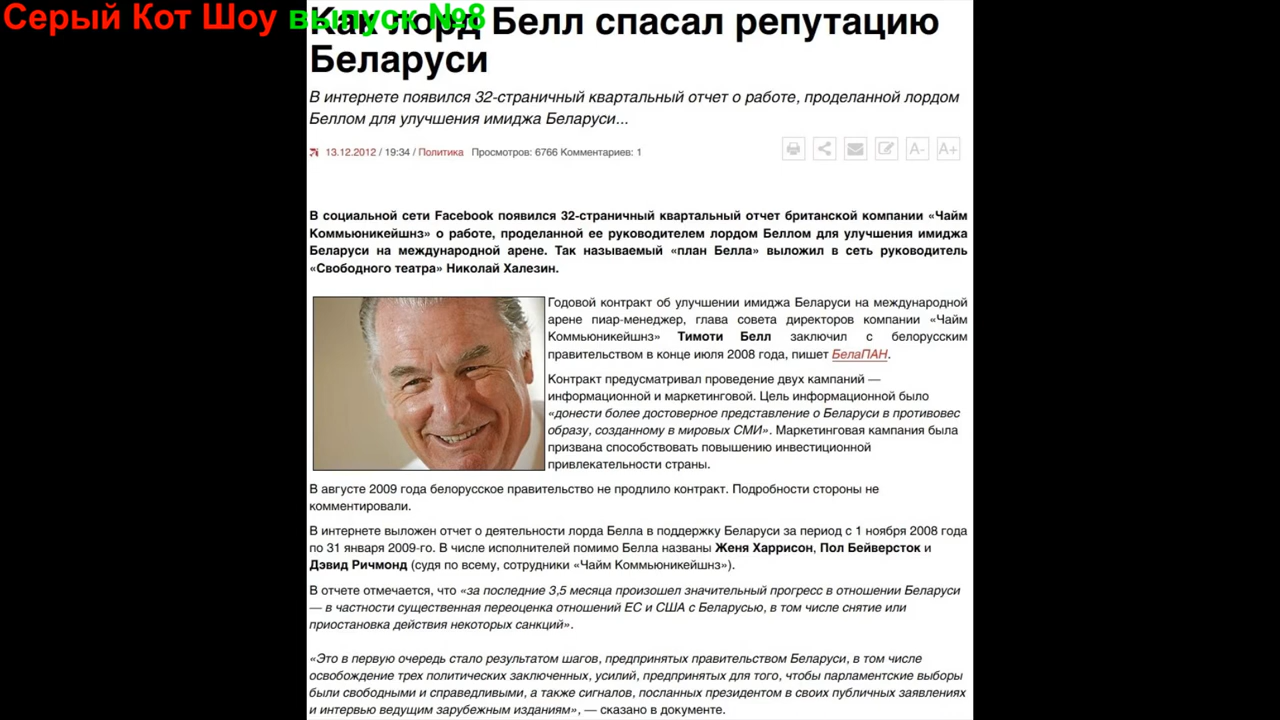 Серый Кот Шоу выпуск №8
Как лорд Белл спасал репутацию
Беларуси
В интернете появился 32-страничный квартальный отчет о работе, проделанной лордом
Беллом для улучшения имиджа Беларуси...
13.12.2012 / 19:34 / Политика Просмотров: 6766 Комментариев: 1
A- A+
В социальной сети Facebook появился 32-страничный квартальный отчет британской компании «Чайм
Коммьюникейшнз» о работе, проделанной ее руководителем лордом Беллом для улучшения имиджа
Беларуси на международной арене. Так называемый «план Белла» выложил в сеть руководитель
«Свободного театра» Николай Халезин.
Годовой контракт об улучшении имиджа Беларуси на международной
арене пиар-менеджер, глава совета директоров компании «Чайм
Коммьюникейшнз» Тимоти Белл заключил с белорусским
правительством в конце июля 2008 года, пишет БелаПАН.
Контракт предусматривал проведение двух кампаний —
информационной и маркетинговой. Цель информационной было
«донести более достоверное представление о Беларуси в противовес
образу, созданному в мировых СМИ». Маркетинговая кампания была
призвана способствовать повышению инвестиционной
привлекательности страны.
В августе 2009 года белорусское правительство не продлило контракт. Подробности стороны не
комментировали.
В интернете выложен отчет о деятельности лорда Белла в поддержку Беларуси за период с 1 ноября 2008 года
по 31 января 2009-го. В числе исполнителей помимо Белла названы Женя Харрисон, Пол Бейверсток и
Дэвид Ричмонд (судя по всему, сотрудники «Чайм Коммьюникейшнз»).
В отчете отмечается, что «за последние 3,5 месяца произошел значительный прогресс в отношении Беларуси
— в частности существенная переоценка отношений ЕС и США с Беларусью, в том числе снятие или
приостановка действия некоторых санкций».
«Это в первую очередь стало результатом шагов, предпринятых правительством Беларуси, в том числе
освобождение трех политических заключенных, усилий, предпринятых для того, чтобы парламентские выборы
были свободными и справедливыми, а также сигналов, посланных президентом в своих публичных заявлениях
и интервью ведущим зарубежным изданиям», — сказано в документе.